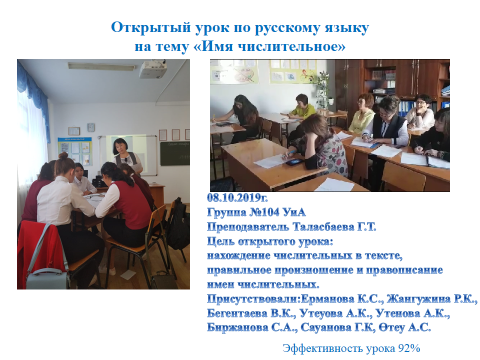 Открытый урок по русскому языку
на тему «Имя числительное»
08.10.2019г.
Группа №104 УиА
Преподаватель Таласбаева Г.Т.
Цель открытого урока:
нахождение числительных в тексте,
правильное произношение и правописание
имен числительных.
Присутствовали:Ерманова К.С., Жангужина Р.К.,
Бегентаева В.К., Утеуова А.К., Утенова А.К.,
Биржанова С.А., Сауанова Г.К, Өтеу А.С.
Эффективность урока 92%